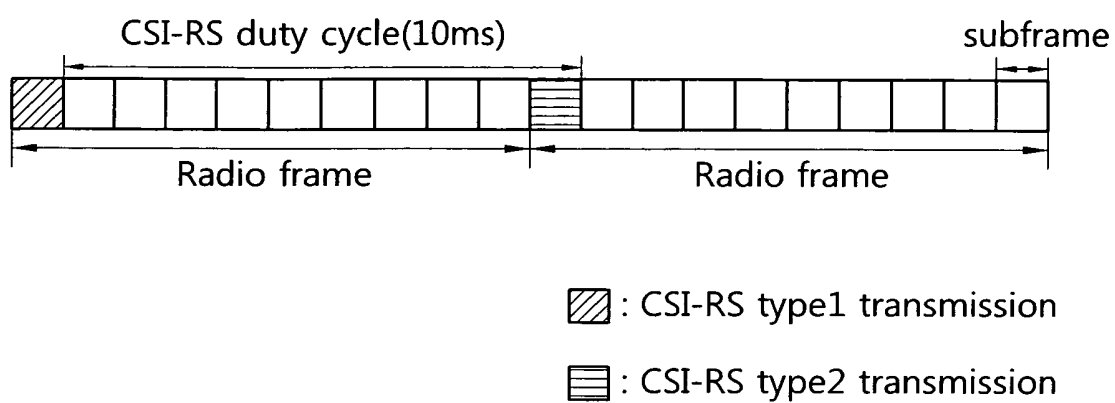 CSI-RS duty cycle(10ms)
subframe
Radio frame
Radio frame
: CSI-RS type1 transmission
: CSI-RS type2 transmission